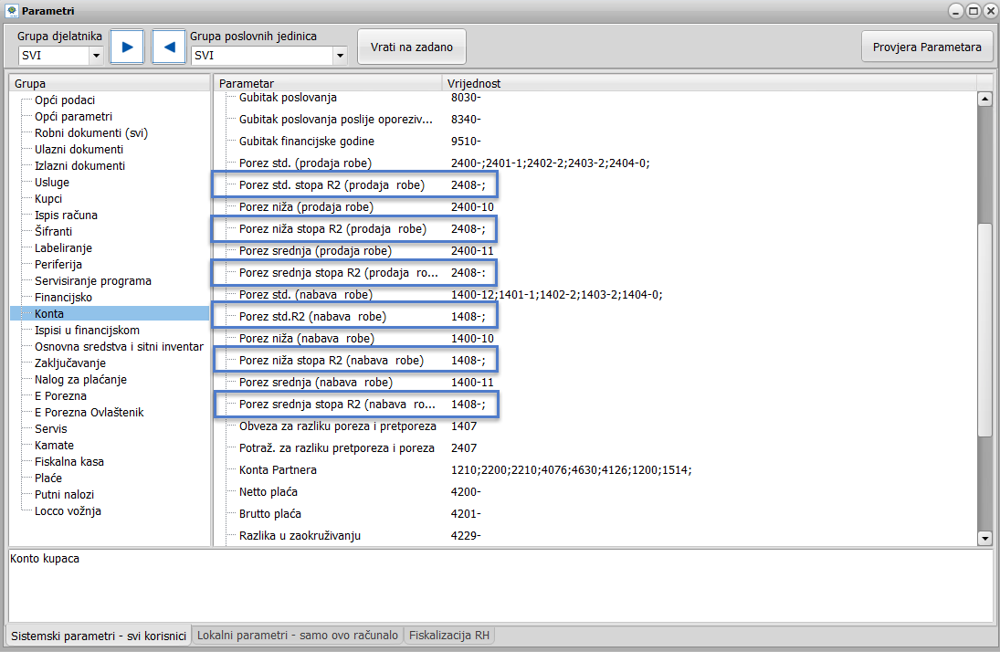 Parametri
Grupa djelatnika
Grupa poslovnih jedinica
SVI
SVI
Vrati na zadano
Provjera Parametara
Grupa
Opći podaci
Opći parametri
Robni dokumenti (svi)
Ulazni dokumenti
Izlazni dokumenti
Usluge
Kupci
Ispis računa
Šifranti
Labeliranje
Periferija
Servisiranje programa
Financijsko
Konta
Ispisi u financijskom
Osnovna sredstva i sitni inventar
Zaključavanje
Nalog za plaćanje
E Porezna
E Porezna Ovlaštenik
Servis
Kamate
Fiskalna kasa
Plaće
Putni nalozi
Locco vožnja
Parametar Vrijednost
Gubitak poslovanja 8030-
Gubitak poslovanja poslije oporeziv... 8340-
Gubitak financijske godine 9510-
Porez std. (prodaja robe) 2400-;2401-1;2402-2;2403-2;2404-0;
Porez std. stopa R2 (prodaja robe) 2408-;
Porez niža (prodaja robe) 2400-10
Porez niža stopa R2 (prodaja robe) 2408-;
Porez srednja (prodaja robe) 2400-11
Porez srednja stopa R2 (prodaja ro... 2408-:
Porez std. (nabava robe) 1400-12;1401-1;1402-2;1403-2;1404-0;
Porez std.R2 (nabava robe) 1408-;
Porez niža (nabava robe) 1400-10
Porez niža stopa R2 (nabava robe) 1408-;
Porez srednja (nabava robe) 1400-11
Porez srednja stopa R2 (nabava ro... 1408-;
Obveza za razliku poreza i pretporeza 1407
Potraž. za razliku pretporeza i poreza 2407
Konta Partnera 1210;2200;2210;4076;4630;4126;1200;1514;
Netto plaća 4200-
Brutto plaća 4201-
Razlika u zaokruživanju 4229-
Konto kupaca
Sistemski parametri - svi korisnici
Lokalni parametri - samo ovo računalo
Fiskalizacija RH